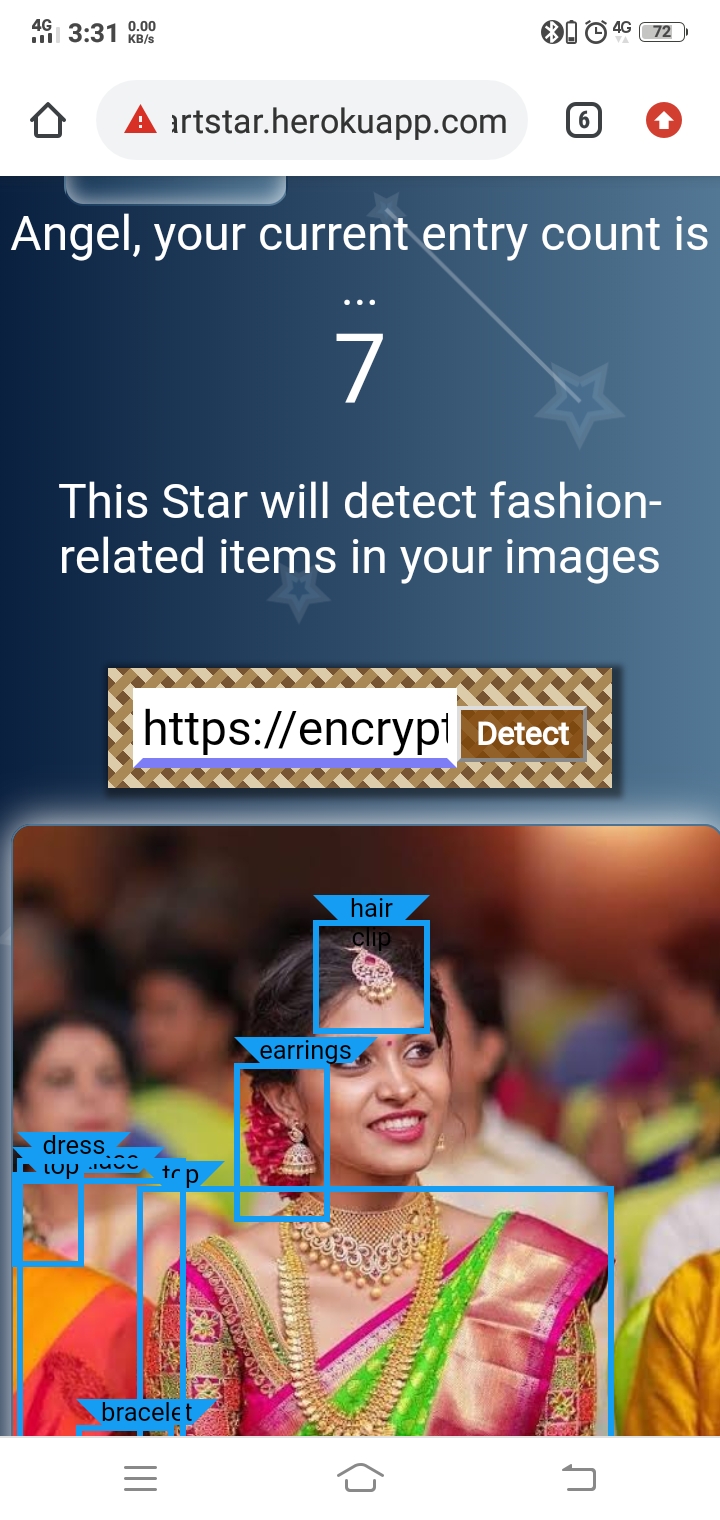 4G 3:31 0.00 KB/s 4G 72
artstar.herokuapp.com 6
Angel, your current entry count is
...
7
This Star will detect fashion-
related items in your images
https://encrypt Detect
hair
clip
earrings
dress
top
top
bracelet